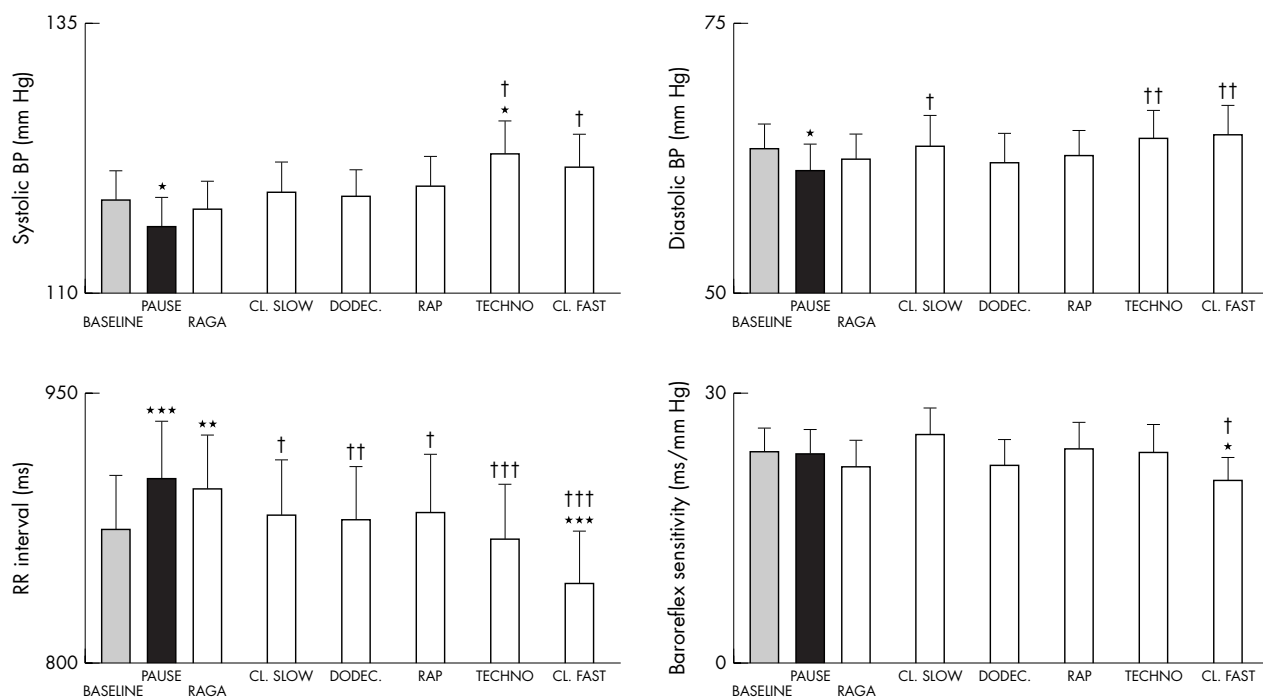 135
Systolic BP (mm Hg)
†
★
†
★
110
PAUSE CL. SLOW DODEC. RAP TECHNO CL. FAST
BASELINE RAGA
75
Diastolic BP (mm Hg)
†
††
††
★
50
PAUSE CL. SLOW DODEC. RAP TECHNO CL. FAST
BASELINE RAGA
950
RR interval (ms)
★★★
★★
†
††
†
†††
†††
★★★
800
PAUSE CL. SLOW DODEC. RAP TECHNO CL. FAST
BASELINE RAGA
30
Baroreflex sensitivity (ms/mm Hg)
†
★
0
PAUSE CL. SLOW DODEC. RAP TECHNO CL. FAST
BASELINE RAGA